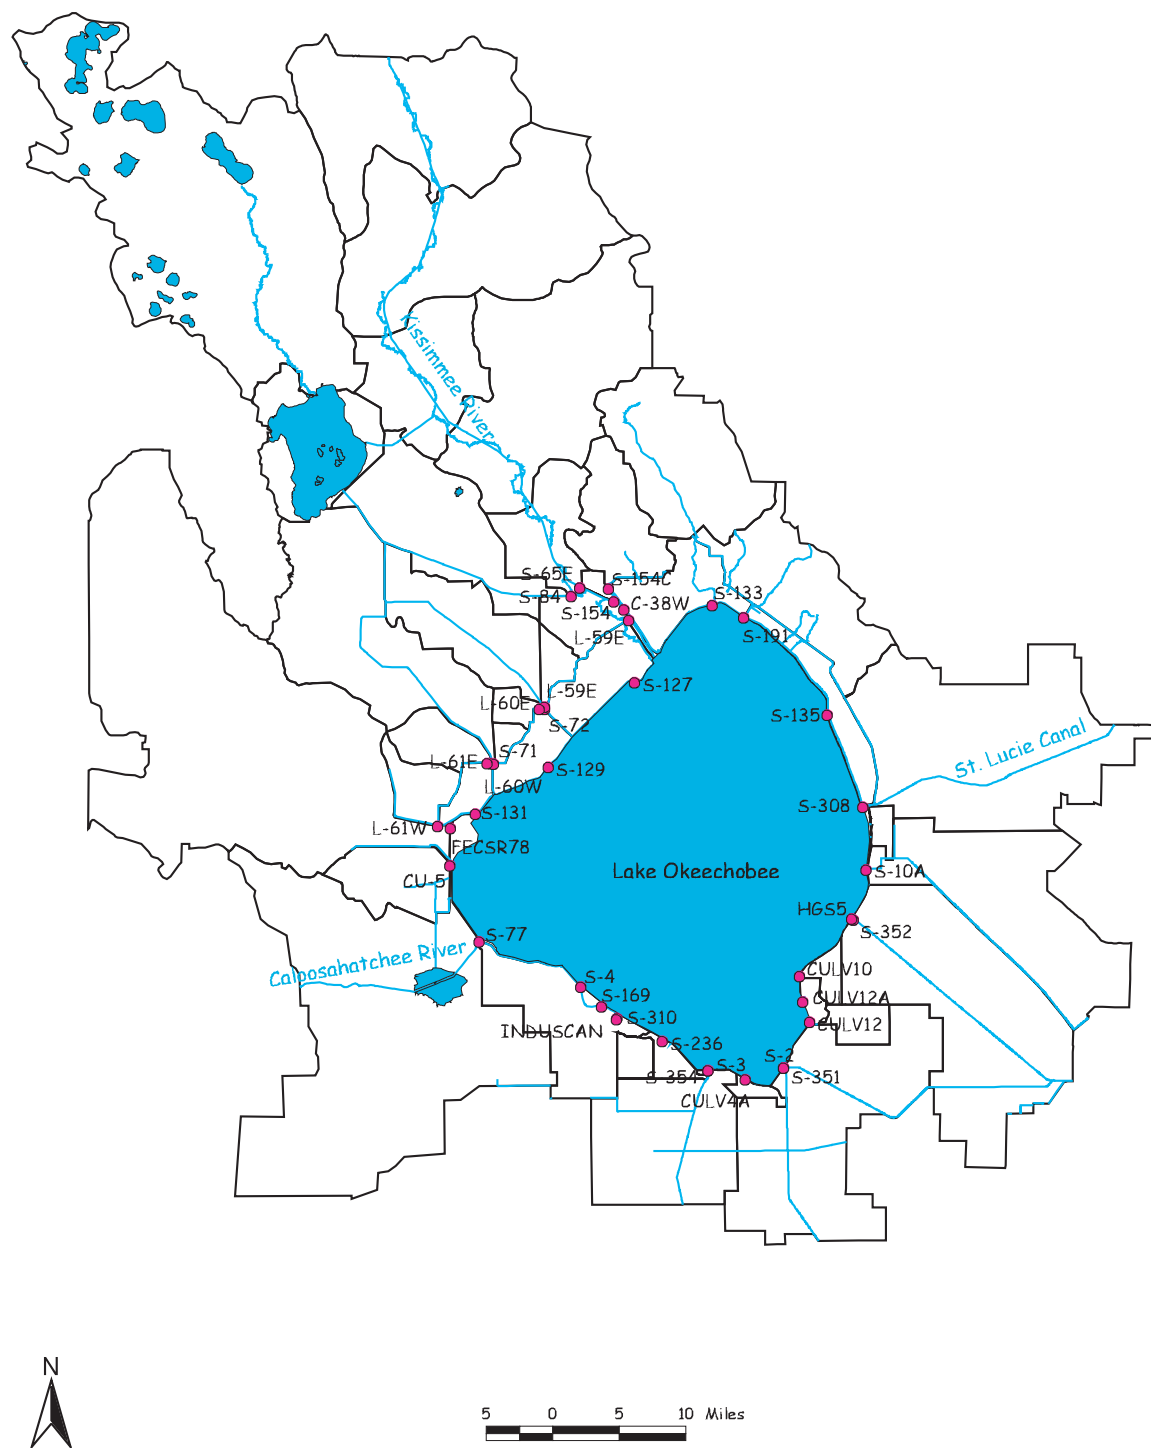 Kissimmee River
S-65E
S-154C
S-84
S-133
S-154
C-38W
L-59E
S-191
S-127
L-59E
L-60E
S-72
S-135
S-71
L-61E
S-129
L-60W
St. Lucie Canal
S-308
S-131
L-61W
FECSR78
Lake Okeechobee
S-10A
CU-5
HGS5
S-352
S-77
Caloosahatchee River
CULV10
S-4
S-169
CULV12A
S-310
CULV12
INDUSCAN
S-236
S-2
S-3
S-354
S-351
CULV4A
N
5 0 5 10 Miles